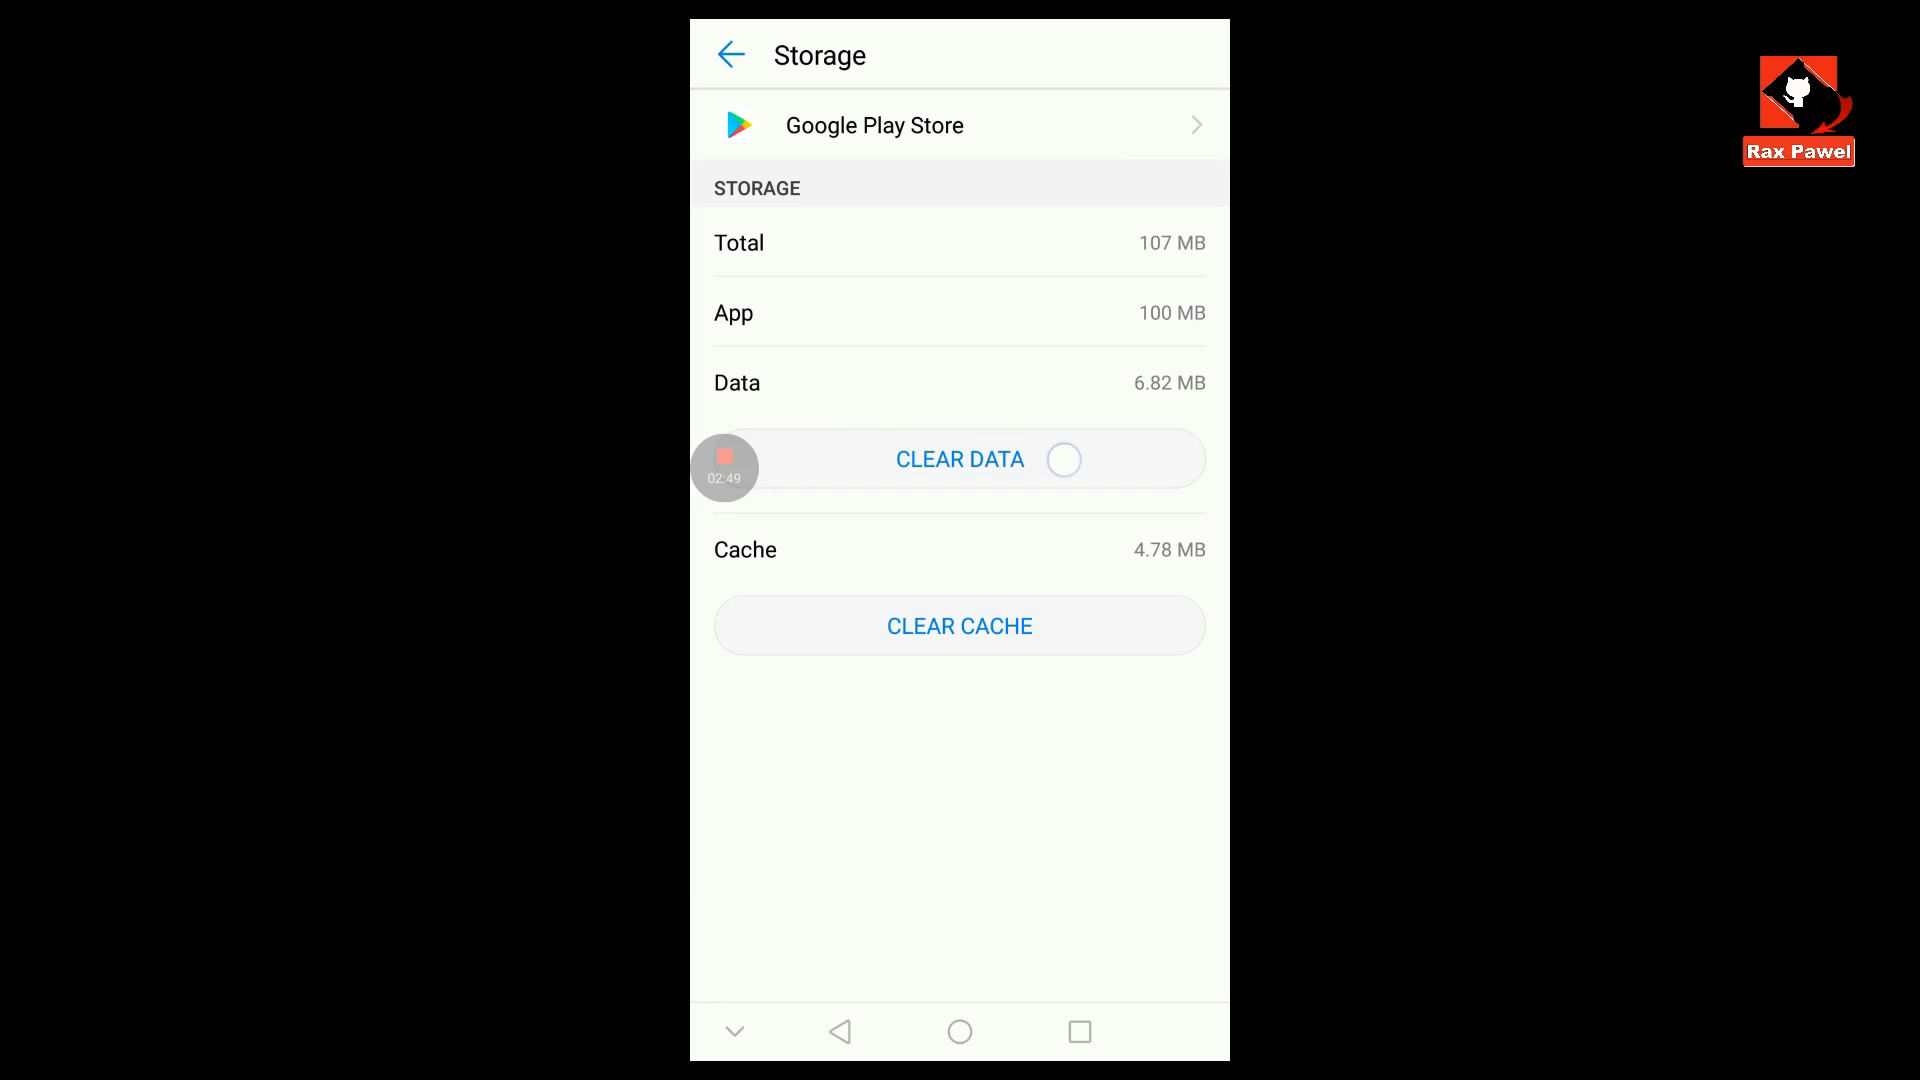 Storage
Google Play Store
STORAGE
Total 107 MB
App 100 MB
Data 6.82 MB
CLEAR DATA
02:49
Cache 4.78 MB
CLEAR CACHE
Rax Pawel